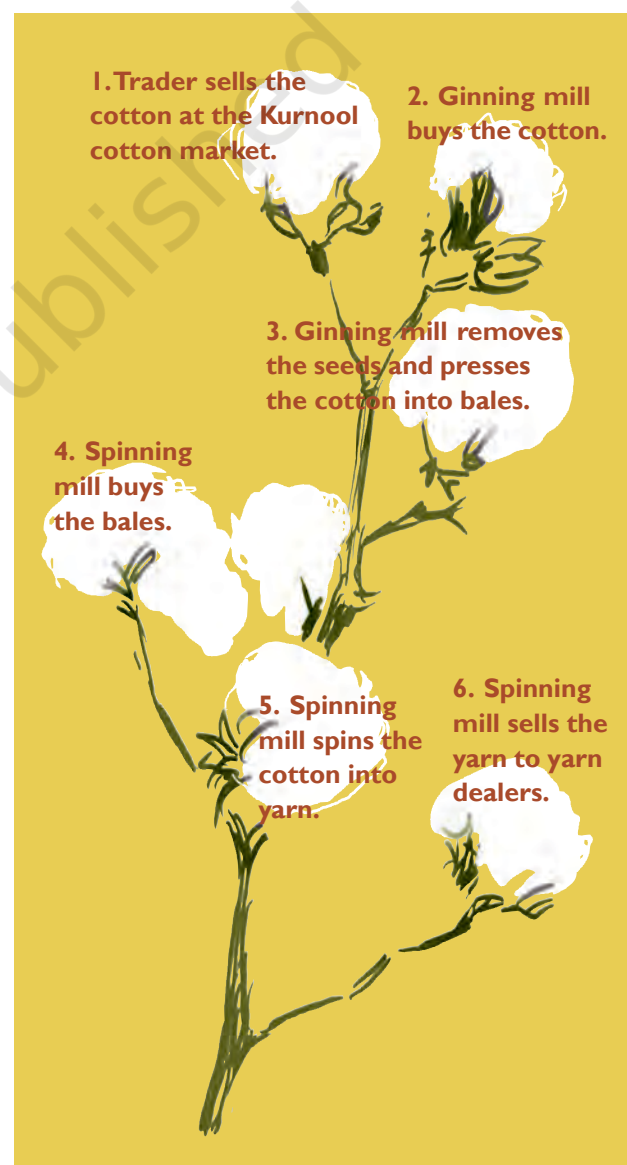 1. Trader sells the
cotton at the Kurnool
cotton market.
2. Ginning mill
buys the cotton.
3. Ginning mill removes
the seeds and presses
the cotton into bales.
4. Spinning
mill buys
the bales.
5. Spinning
mill spins the
cotton into
yarn.
6. Spinning
mill sells the
yarn to yarn
dealers.
ublished